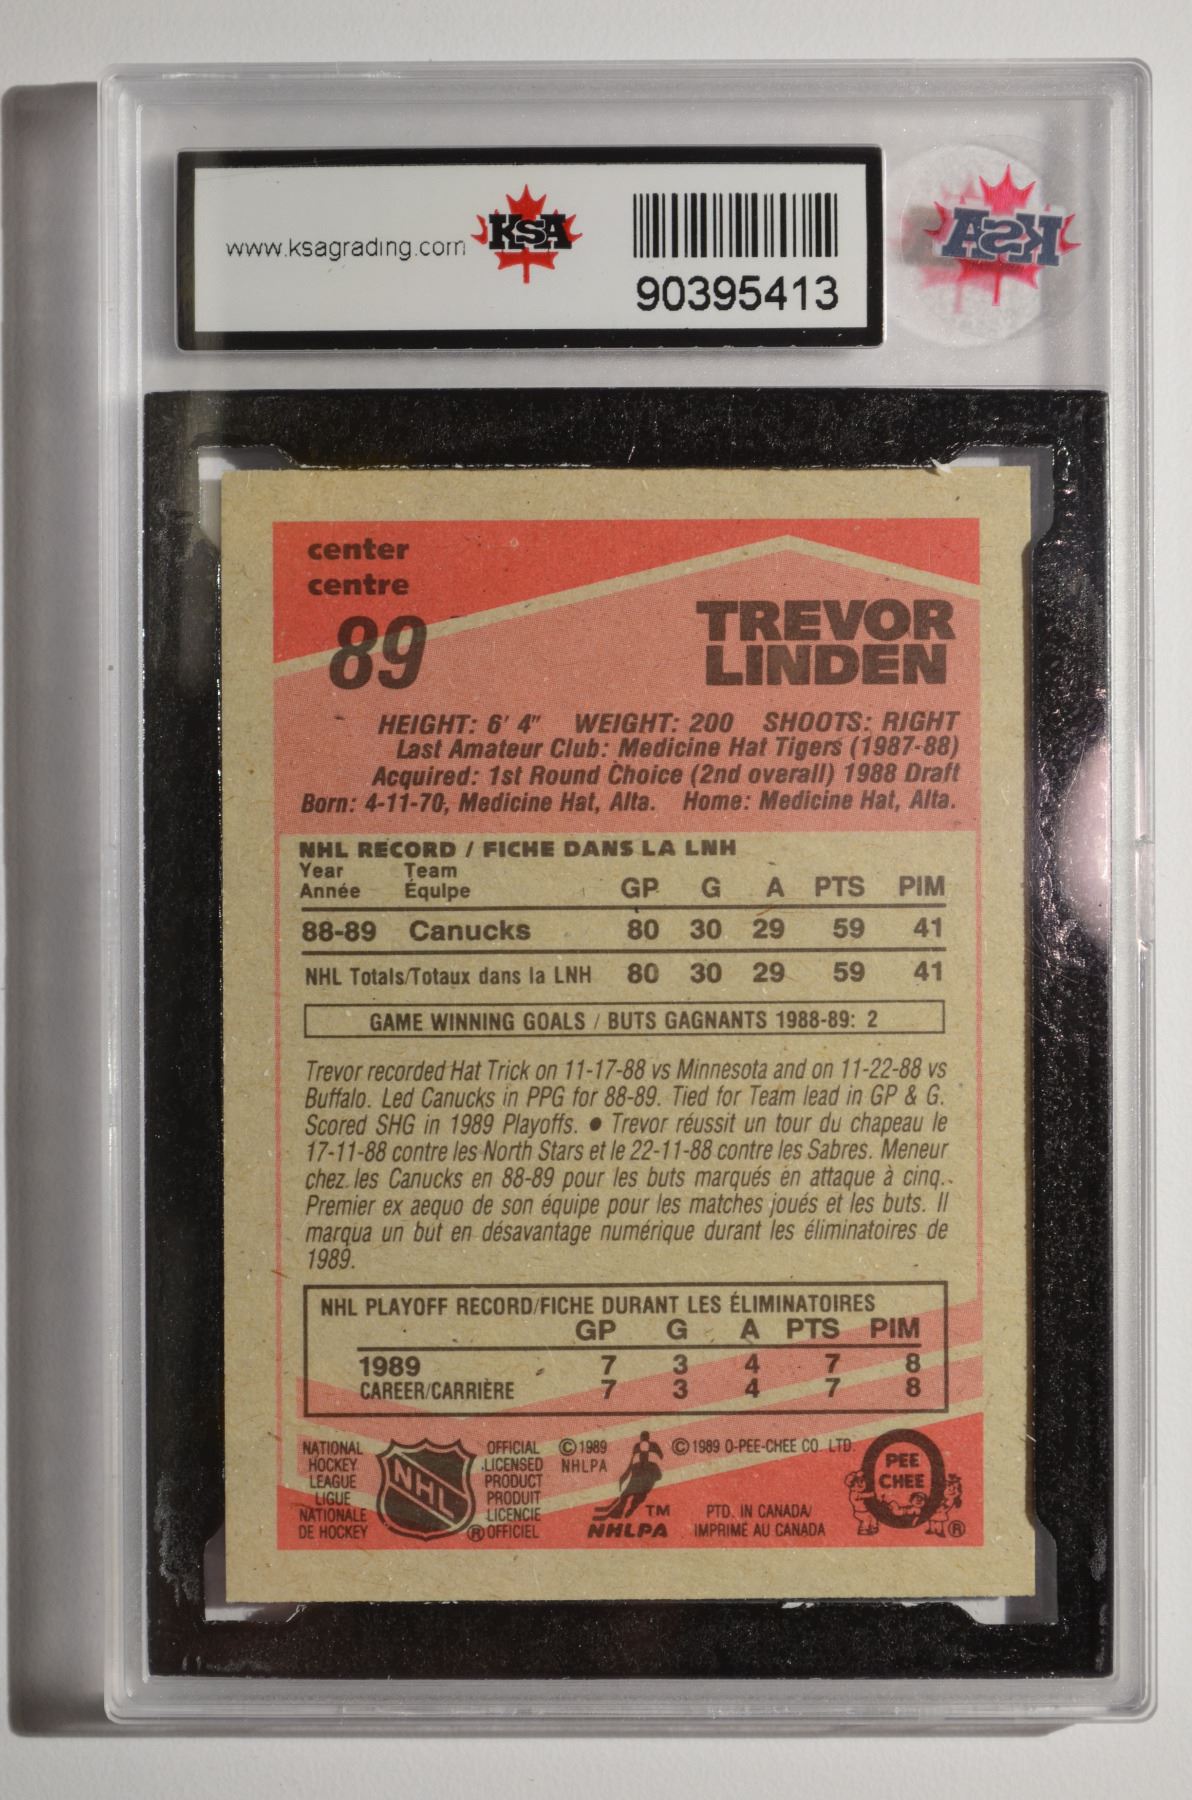 www.ksagrading.com
KSA
90395413
KSA
center
centre
89
TREVOR
LINDEN
HEIGHT: 6' 4" WEIGHT: 200 SHOOTS: RIGHT
Last Amateur Club: Medicine Hat Tigers (1987-88)
Acquired: 1st Round Choice (2nd overall) 1988 Draft
Born: 4-11-70, Medicine Hat, Alta. Home: Medicine Hat, Alta.
NHL RECORD / FICHE DANS LA LNH
Year Team
Année Équipe GP G A PTS PIM
88-89 Canucks 80 30 29 59 41
NHL Totals/Totaux dans la LNH 80 30 29 59 41
GAME WINNING GOALS / BUTS GAGNANTS 1988-89: 2
Trevor recorded Hat Trick on 11-17-88 vs Minnesota and on 11-22-88 vs
Buffalo. Led Canucks in PPG for 88-89. Tied for Team lead in GP & G.
Scored SHG in 1989 Playoffs. ● Trevor réussit un tour du chapeau le
17-11-88 contre les North Stars et le 22-11-88 contre les Sabres. Meneur
chez les Canucks en 88-89 pour les buts marqués en attaque à cinq.
Premier ex aequo de son équipe pour les matches joués et les buts. Il
marqua un but en désavantage numérique durant les éliminatoires de
1989.
NHL PLAYOFF RECORD/FICHE DURANT LES ÉLIMINATOIRES
GP G A PTS PIM
1989 7 3 4 7 8
CAREER/CARRIÈRE 7 3 4 7 8
NATIONAL
HOCKEY
LEAGUE
LIGUE
NATIONALE
DE HOCKEY
NHL
OFFICIAL
LICENSED
PRODUCT
PRODUIT
LICENCIE
®OFFICIEL
©1989
NHLPA
TM
NHLPA
©1989 O-PEE-CHEE CO. LTD.
PTD. IN CANADA/
IMPRIMÉ AU CANADA
PEE
CHEE
®